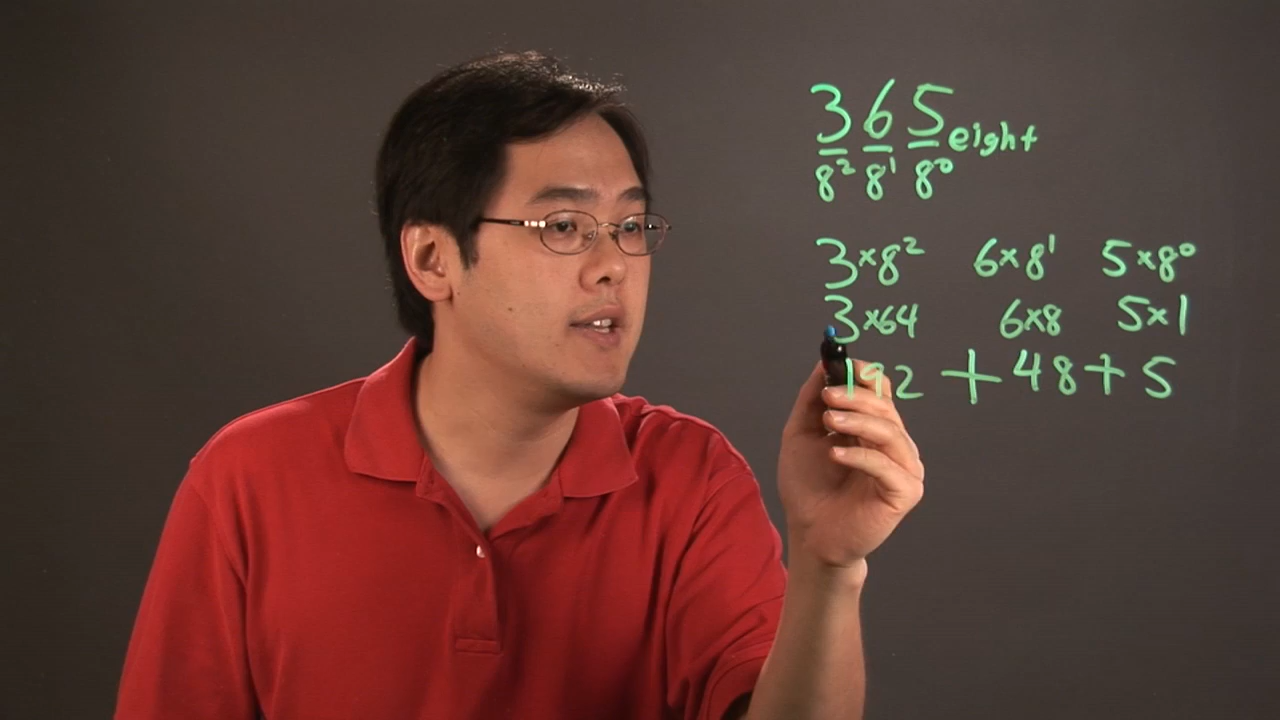 365eight
8² 8¹ 8⁰
3×8² 6×8¹ 5×8⁰
3×64 6×8 5×1
192 + 48 + 5